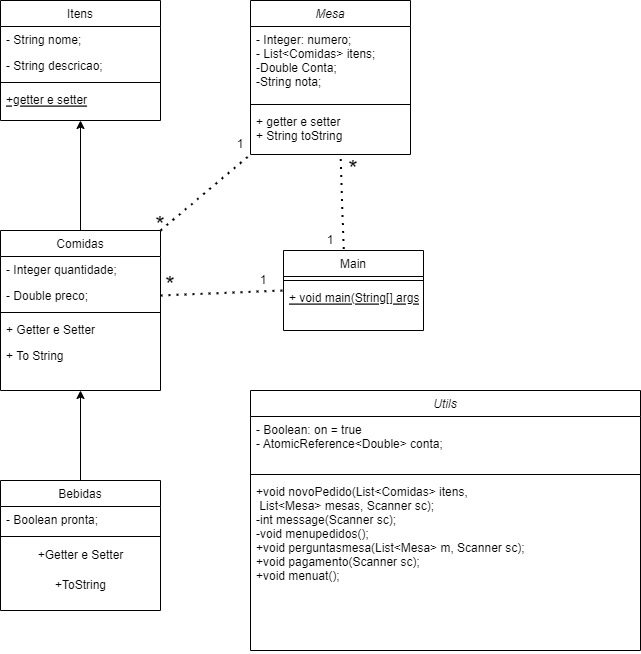 Itens
- String nome;
- String descricao;
+getter e setter
Mesa
- Integer: numero;
- List<Comidas> itens;
-Double Conta;
-String nota;
+ getter e setter
+ String toString
1
*
*
1
Comidas
- Integer quantidade;
- Double preco;
+ Getter e Setter
+ To String
*
1
Main
+ void main(String[] args
Bebidas
- Boolean pronta;
+Getter e Setter
+ToString
Utils
- Boolean: on = true
- AtomicReference<Double> conta;
+void novoPedido(List<Comidas> itens,
List<Mesa> mesas, Scanner sc);
-int message(Scanner sc);
-void menupedidos();
+void perguntasmesa(List<Mesa> m, Scanner sc);
+void pagamento(Scanner sc);
+void menuat();